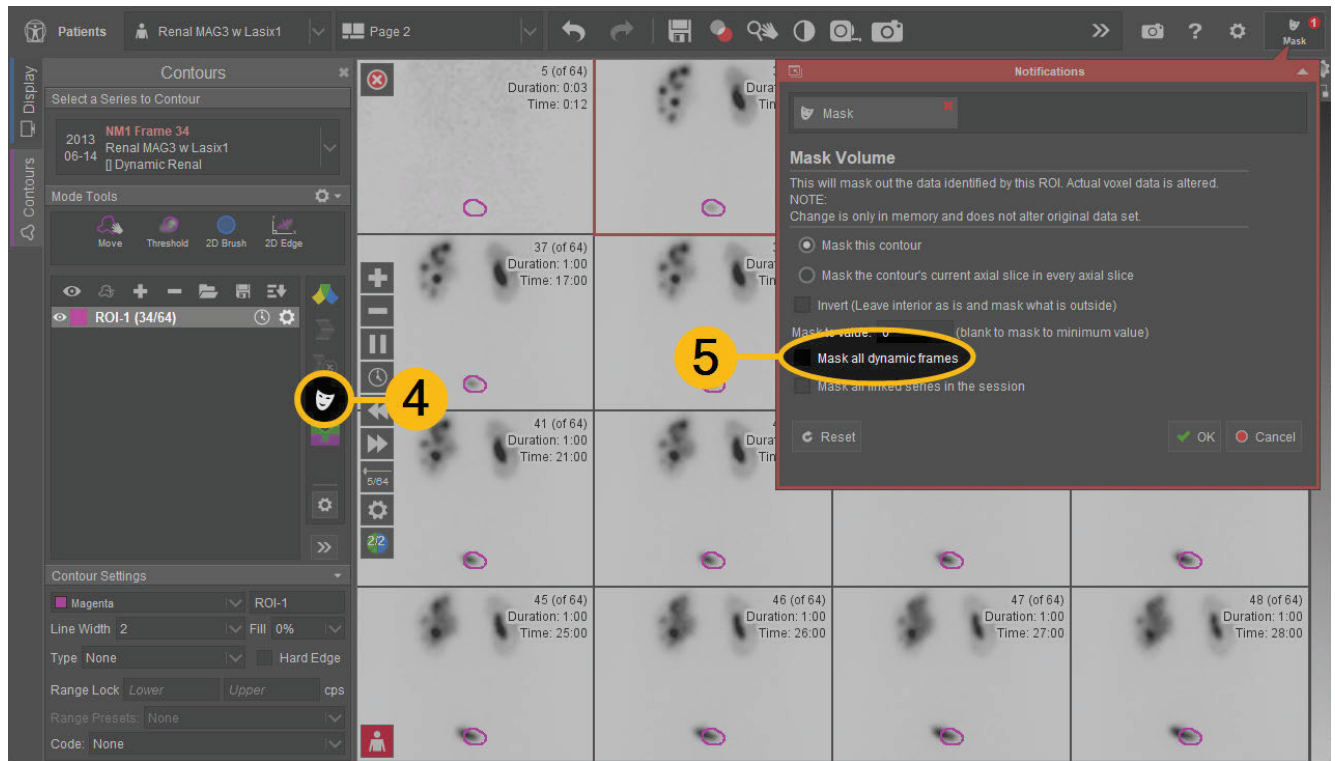 Patients
Renal MAG3 w Lasix1
Page 2
?
1
Mask
Display
Contours
Contours
Select a Series to Contour
2013
06-14
NM1 Frame 34
Renal MAG3 w Lasix1
[] Dynamic Renal
Mode Tools
Move
Threshold
2D Brush
2D Edge
ROI-1 (34/64)
4
5/64
2/2
Contour Settings
Magenta
ROI-1
Line Width 2
Fill 0%
Type None
Hard Edge
Range Lock Lower Upper cps
Range Presets: None
Code: None
5 (of 64)
Duration: 0:03
Time: 0:12
37 (of 64)
Duration: 1:00
Time: 17:00
41 (of 64)
Duration: 1:00
Time: 21:00
45 (of 64)
Duration: 1:00
Time: 25:00
46 (of 64)
Duration: 1:00
Time: 26:00
47 (of 64)
Duration: 1:00
Time: 27:00
48 (of 64)
Duration: 1:00
Time: 28:00
Notifications
Mask
Mask Volume
This will mask out the data identified by this ROI. Actual voxel data is altered.
NOTE:
Change is only in memory and does not alter original data set.
Mask this contour
Mask the contour's current axial slice in every axial slice
Invert (Leave interior as is and mask what is outside)
Mask to value: 0 (blank to mask to minimum value)
5
Mask all dynamic frames
Mask all linked series in the session
Reset
OK
Cancel